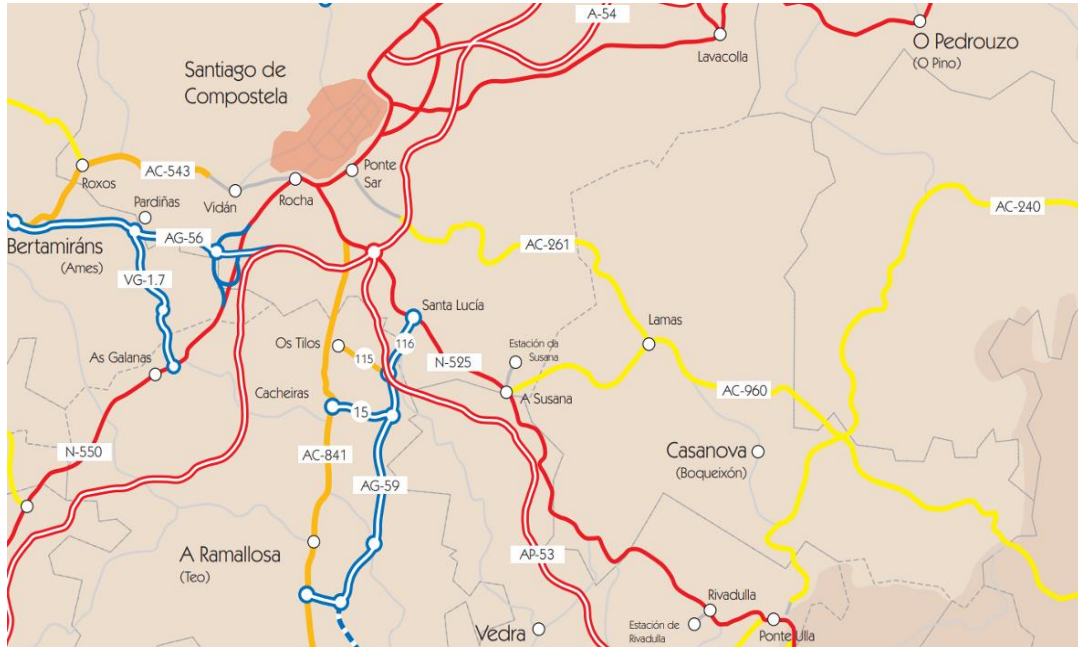 A-54
Lavacolla
O Pedrouzo
(O Pino)
Santiago de
Compostela
AC-543
Roxos
Ponte
Sar
Vidán
Rocha
Pardiñas
AC-240
Bertamiráns
(Ames)
AG-56
AC-261
VG-1.7
Santa Lucía
Lamas
Os Tilos
115
116
N-525
Estación da
Susana
As Galanas
Cacheiras
15
A Susana
AC-960
N-550
AC-841
Casanova
(Boqueixón)
AG-59
A Ramallosa
(Teo)
AP-53
Rivadulla
Vedra
Estación de
Rivadulla
Ponte Ulla